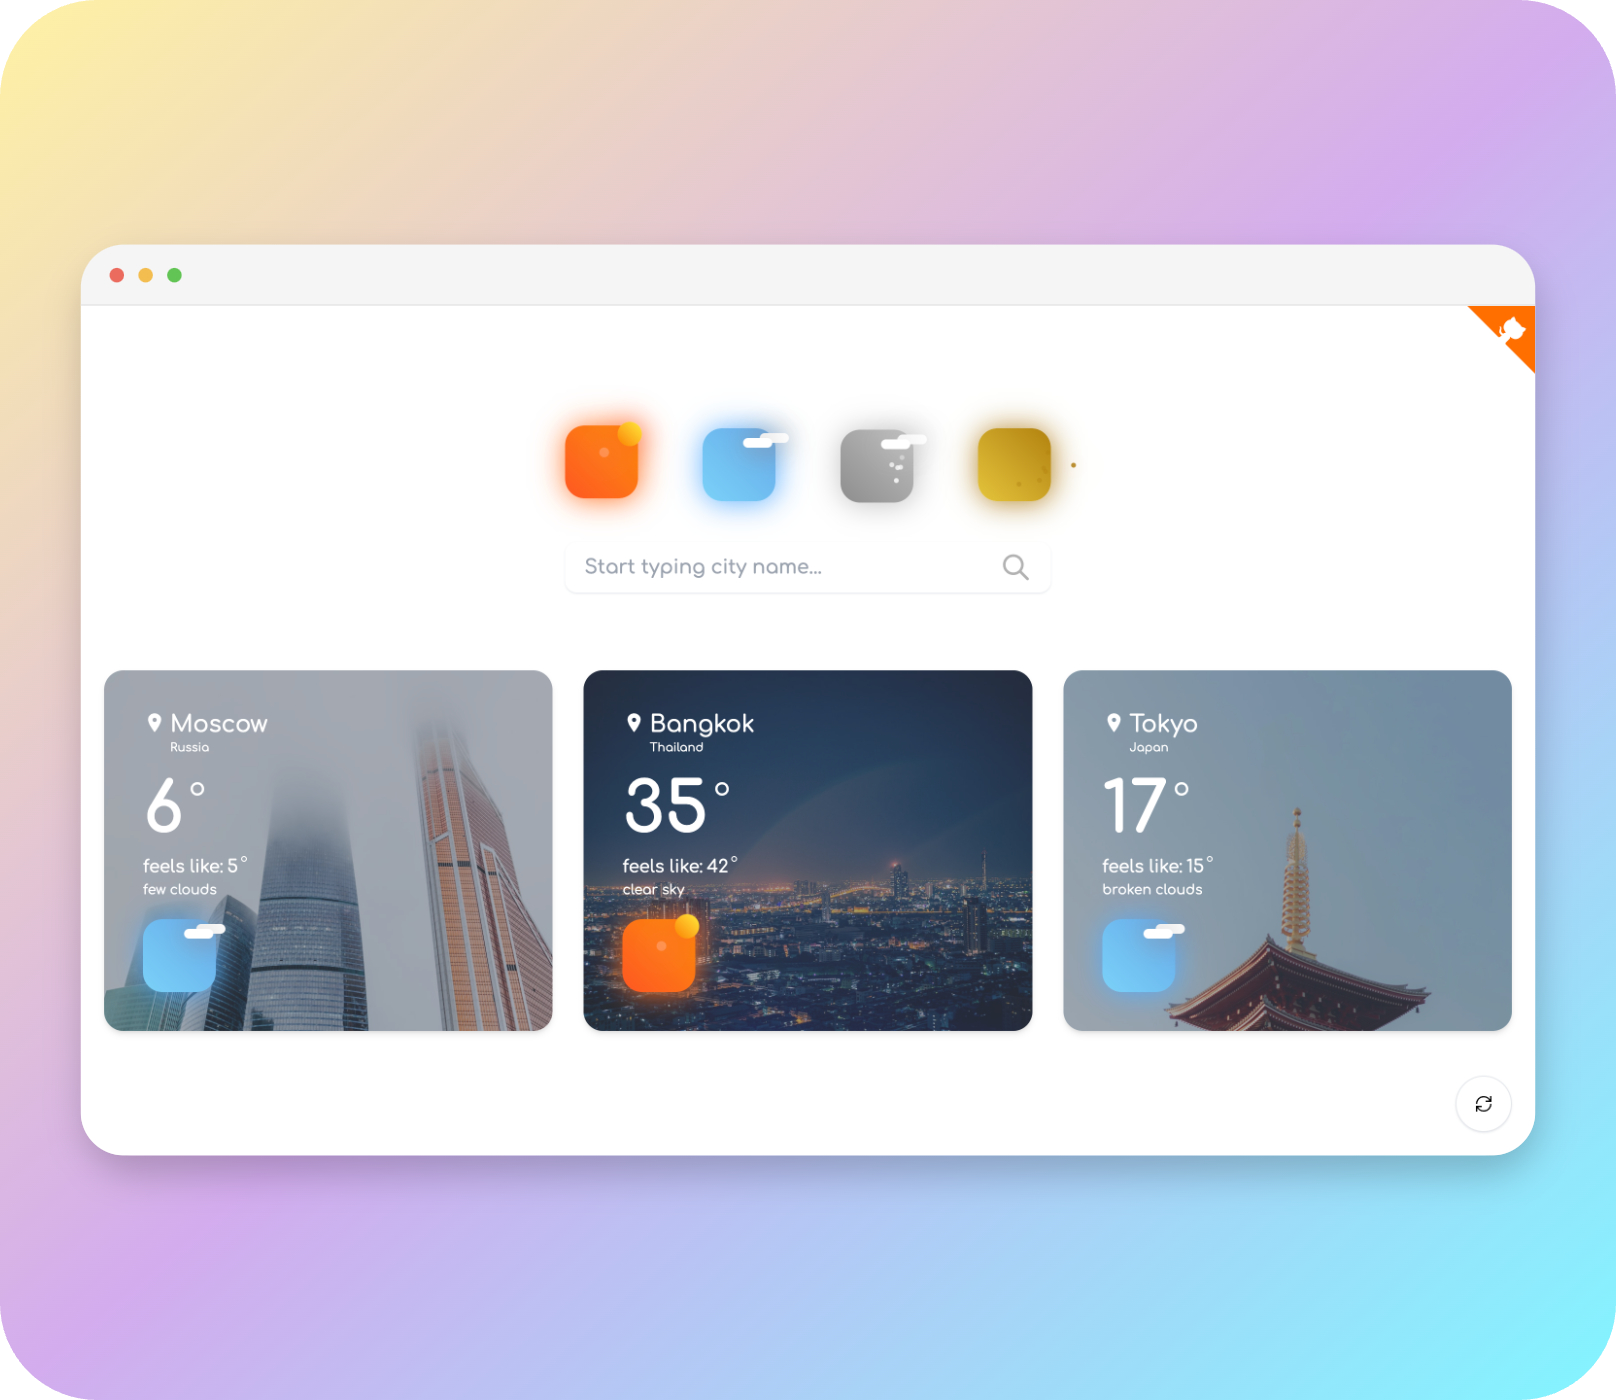 Start typing city name...
Moscow
Russia
6°
feels like: 5°
few clouds
Bangkok
Thailand
35°
feels like: 42°
clear sky
Tokyo
Japan
17°
feels like: 15°
broken clouds